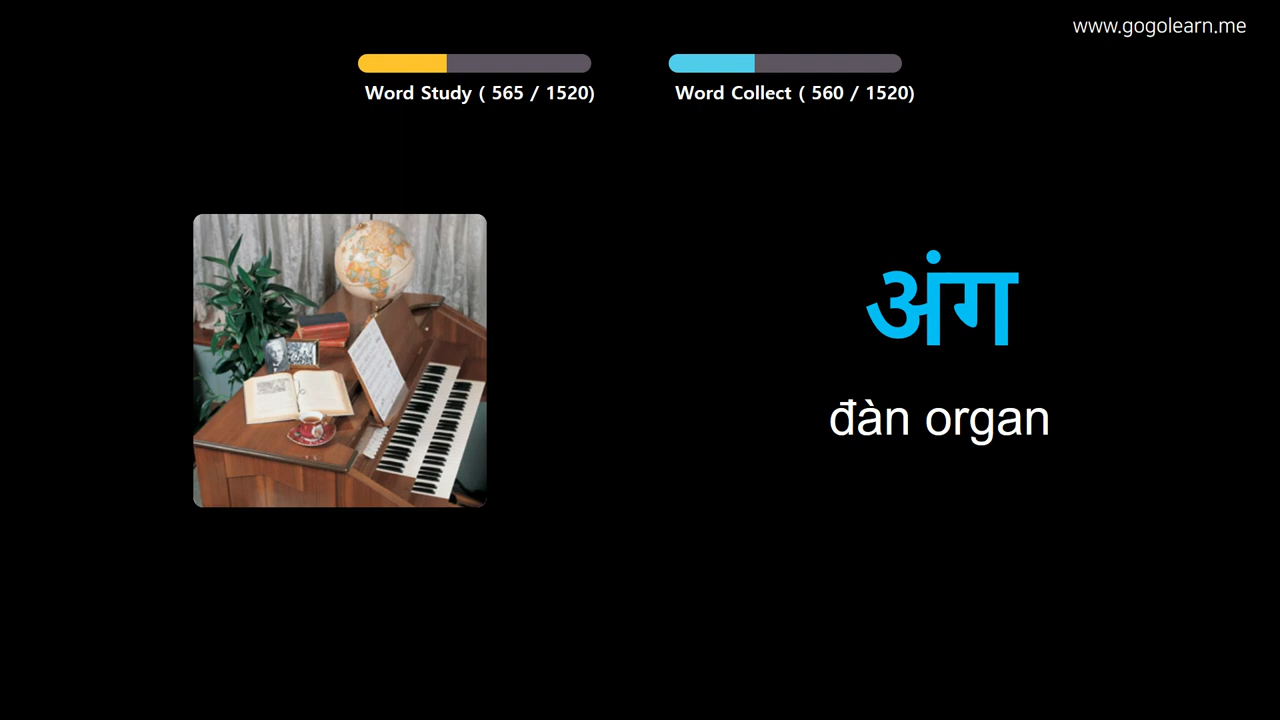 www.gogolearn.me
Word Study ( 565 / 1520)
Word Collect ( 560 / 1520)
अंग
đàn organ